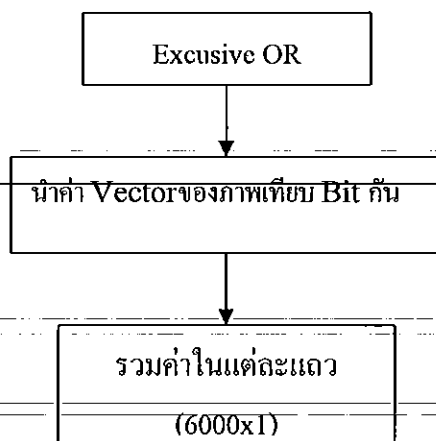 Excusive OR
นำค่า Vectorของภาพเทียบ Bit กัน
รวมค่าในแต่ละแถว
(6000x1)